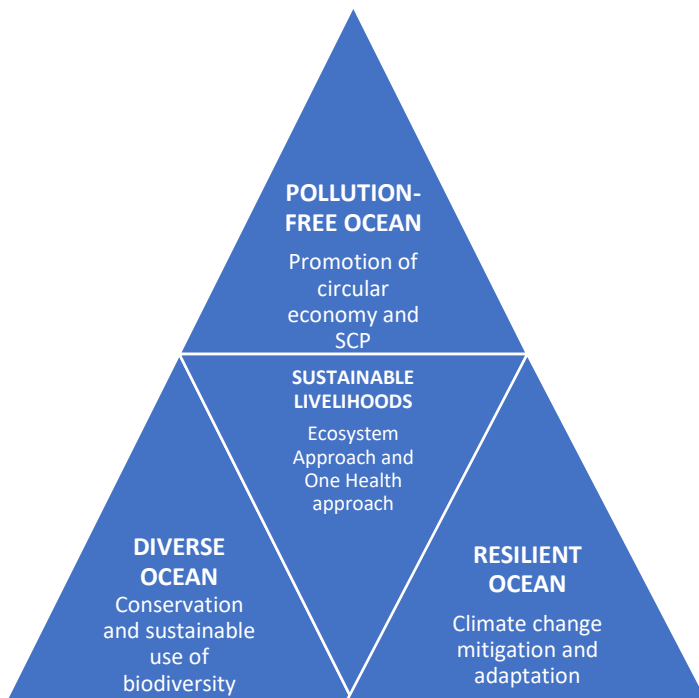 POLLUTION-
FREE OCEAN
Promotion of
circular
economy and
SCP
SUSTAINABLE
LIVELIHOODS
Ecosystem
Approach and
One Health
approach
DIVERSE
OCEAN
Conservation
and sustainable
use of
biodiversity
RESILIENT
OCEAN
Climate change
mitigation and
adaptation